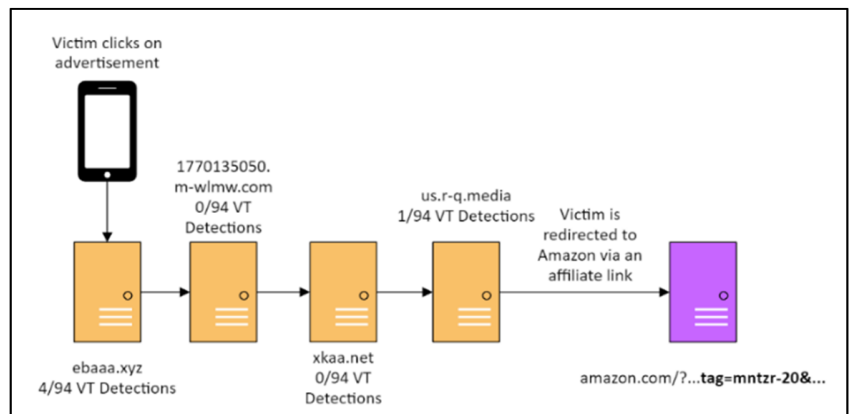 Victim clicks on
advertisement
1770135050.
m-wlmw.com
0/94 VT
Detections
us.r-q.media
1/94 VT Detections
Victim is
redirected to
Amazon via an
affiliate link
ebaaa.xyz
4/94 VT Detections
xkaa.net
0/94 VT
Detections
amazon.com/?...tag=mntzr-20&...